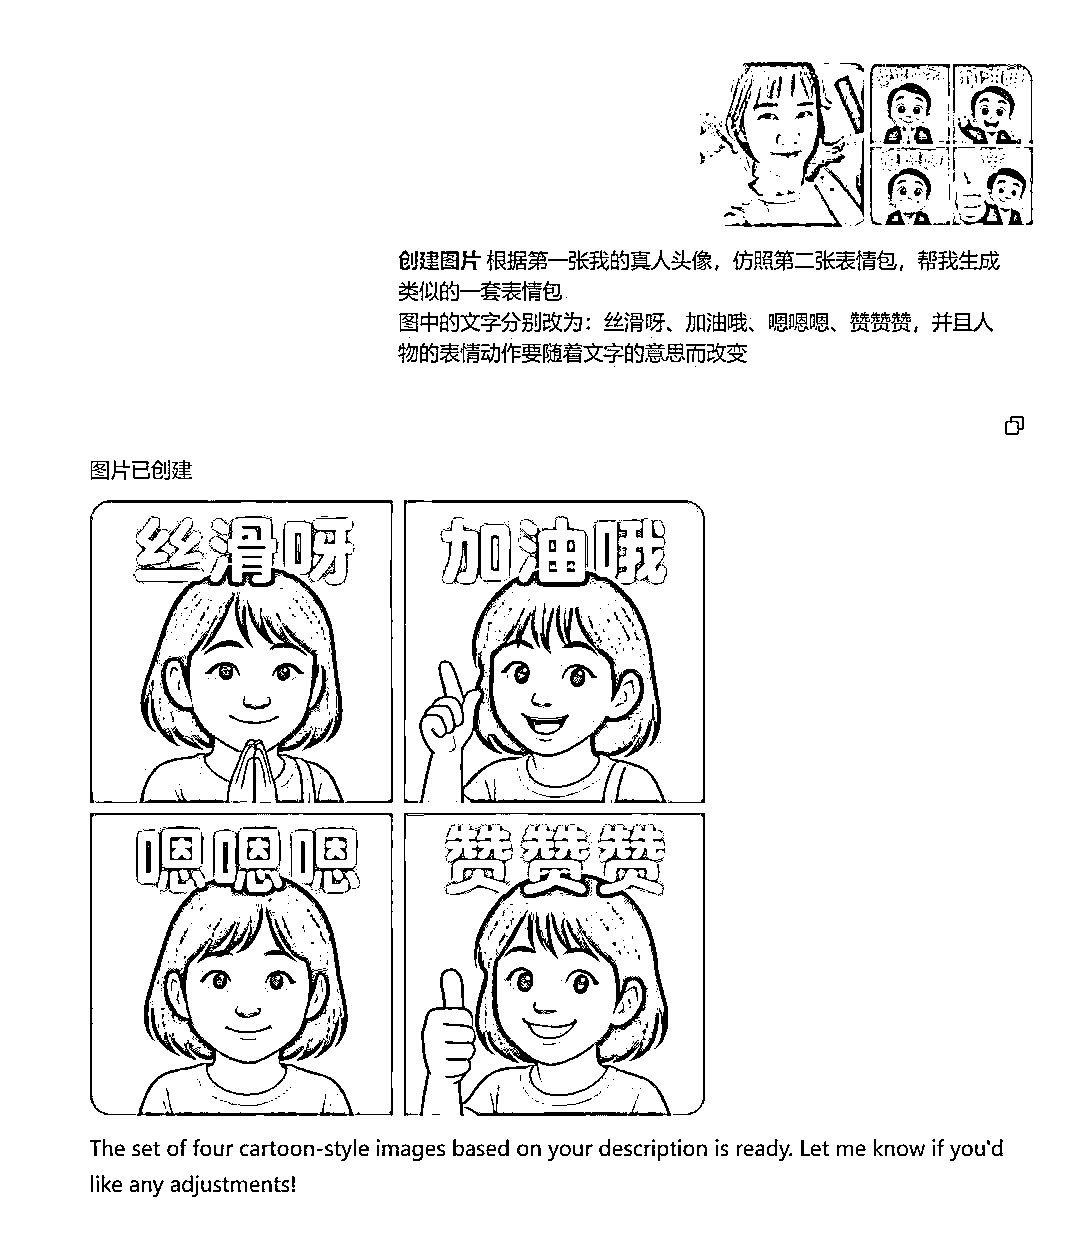 创建图片 根据第一张我的真人头像，仿照第二张表情包，帮我生成
类似的一套表情包
图中的文字分别改为：丝滑呀、加油哦、嗯嗯嗯、赞赞赞，并且人
物的表情动作要随着文字的意思而改变
图片已创建
丝滑呀
加油哦
嗯嗯嗯
赞赞赞
The set of four cartoon-style images based on your description is ready. Let me know if you'd
like any adjustments!